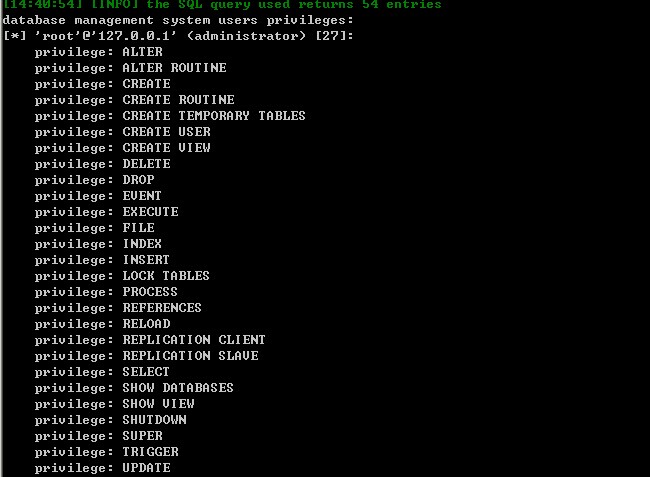 [14:40:54] [INFO] the SQL query used returns 54 entries
database management system users privileges:
[*] 'root'@'127.0.0.1' (administrator) [27]:
privilege: ALTER
privilege: ALTER ROUTINE
privilege: CREATE
privilege: CREATE ROUTINE
privilege: CREATE TEMPORARY TABLES
privilege: CREATE USER
privilege: CREATE VIEW
privilege: DELETE
privilege: DROP
privilege: EVENT
privilege: EXECUTE
privilege: FILE
privilege: INDEX
privilege: INSERT
privilege: LOCK TABLES
privilege: PROCESS
privilege: REFERENCES
privilege: RELOAD
privilege: REPLICATION CLIENT
privilege: REPLICATION SLAVE
privilege: SELECT
privilege: SHOW DATABASES
privilege: SHOW VIEW
privilege: SHUTDOWN
privilege: SUPER
privilege: TRIGGER
privilege: UPDATE